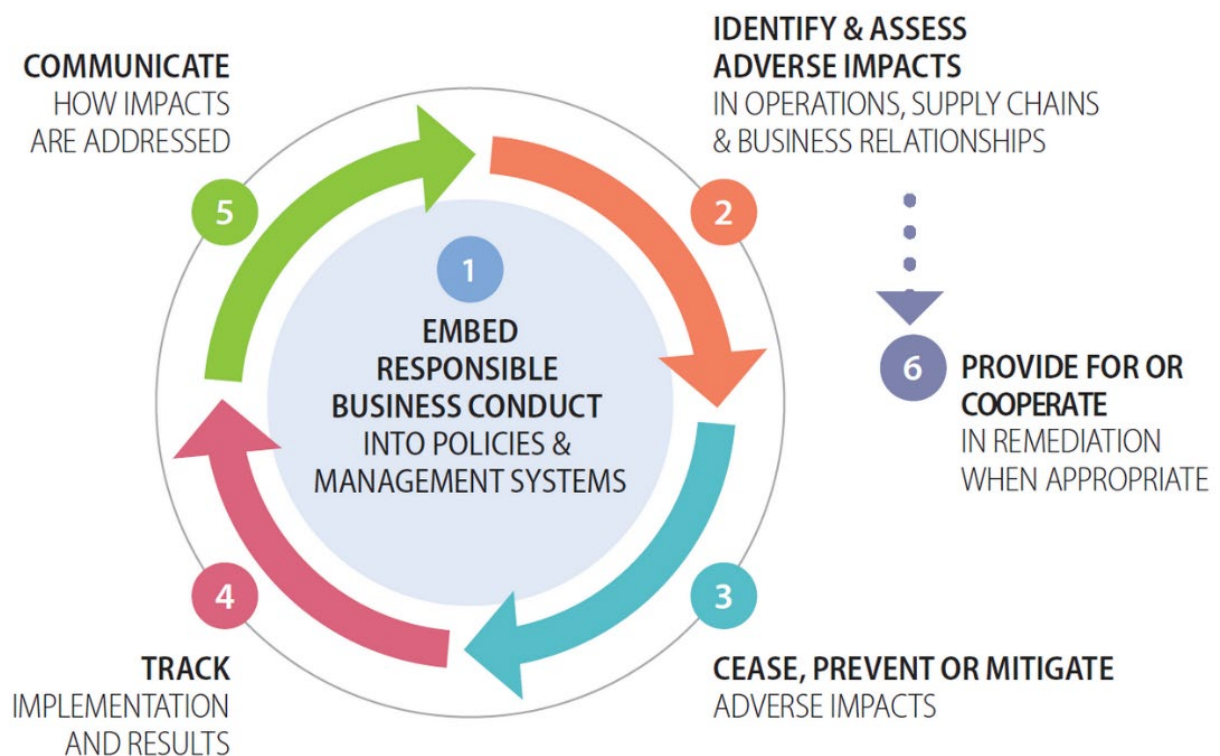 1
EMBED
RESPONSIBLE
BUSINESS CONDUCT
INTO POLICIES &
MANAGEMENT SYSTEMS
2
IDENTIFY & ASSESS
ADVERSE IMPACTS
IN OPERATIONS, SUPPLY CHAINS
& BUSINESS RELATIONSHIPS
3
CEASE, PREVENT OR MITIGATE
ADVERSE IMPACTS
4
TRACK
IMPLEMENTATION
AND RESULTS
5
COMMUNICATE
HOW IMPACTS
ARE ADDRESSED
6
PROVIDE FOR OR
COOPERATE
IN REMEDIATION
WHEN APPROPRIATE